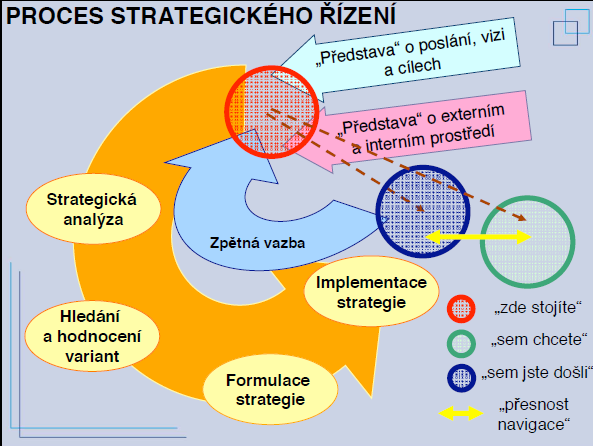 PROCES STRATEGICKÉHO ŘÍZENÍ
„Představa“ o poslání, vizi
a cílech
„Představa“ o externím
a interním prostředí
Strategická
analýza
Zpětná vazba
Implementace
strategie
Hledání
a hodnocení
variant
Formulace
strategie
„zde stojíte“
„sem chcete“
„sem jste došli“
„přesnost
navigace“